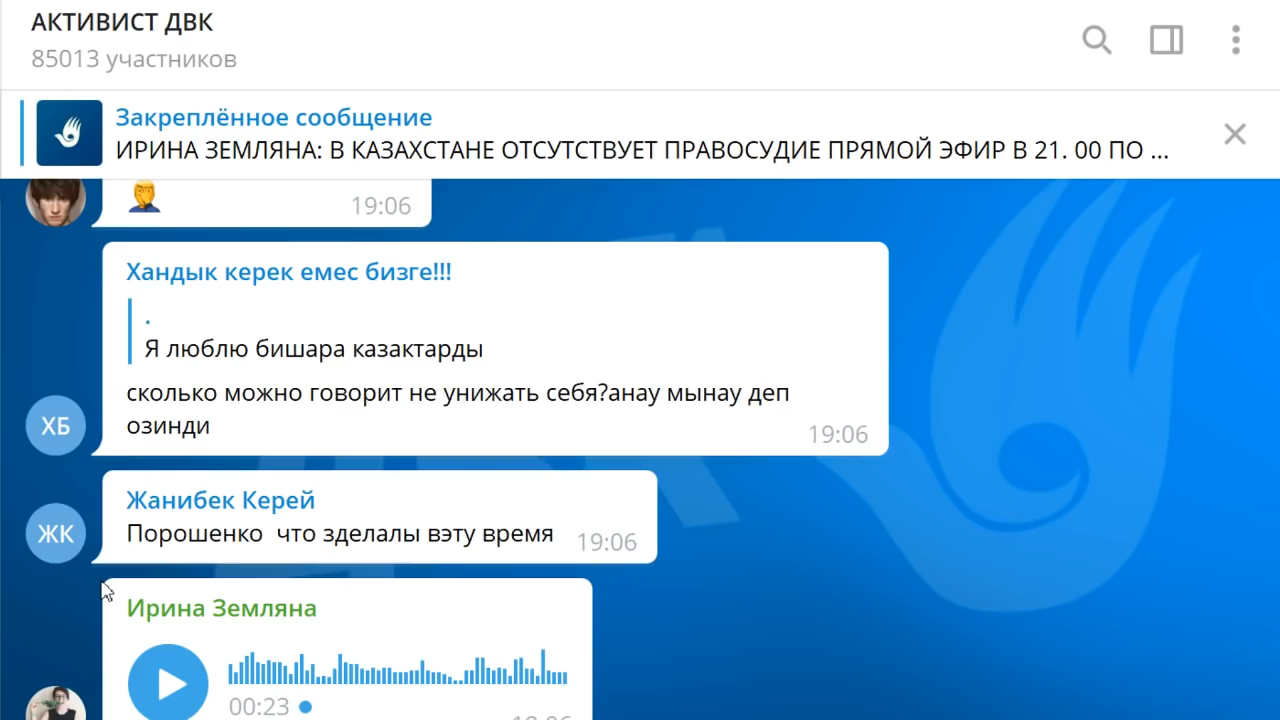 АКТИВИСТ ДВК
85013 участников
Закреплённое сообщение
ИРИНА ЗЕМЛЯНА: В КАЗАХСТАНЕ ОТСУТСТВУЕТ ПРАВОСУДИЕ ПРЯМОЙ ЭФИР В 21. 00 ПО ...
19:06
Хандык керек емес бизге!!!
.
Я люблю бишара казактарды
сколько можно говорит не унижать себя?анау мынау деп
озинди
19:06
ХБ
Жанибек Керей
Порошенко что зделалы вэту время
19:06
ЖК
Ирина Земляна
00:23
19:06